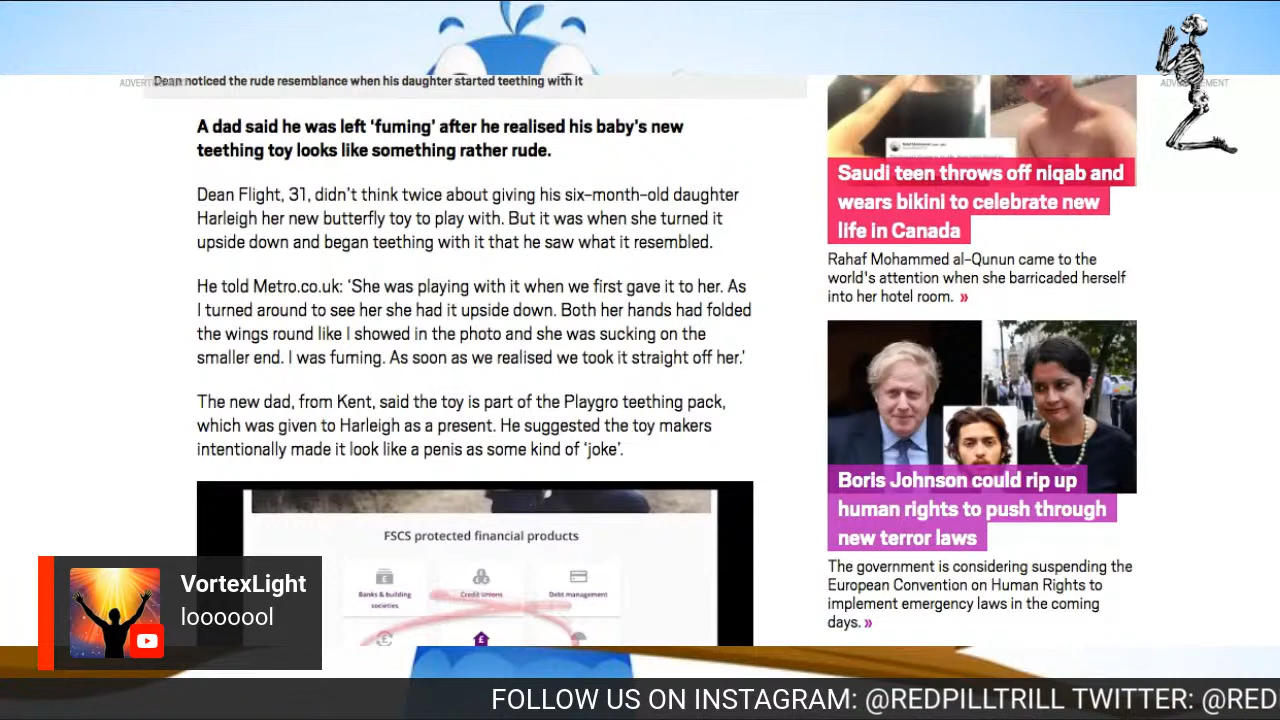 ADVERTISEMENT
Dean noticed the rude resemblance when his daughter started teething with it
A dad said he was left ‘fuming’ after he realised his baby’s new
teething toy looks like something rather rude.
Dean Flight, 31, didn’t think twice about giving his six-month-old daughter
Harleigh her new butterfly toy to play with. But it was when she turned it
upside down and began teething with it that he saw what it resembled.
He told Metro.co.uk: ‘She was playing with it when we first gave it to her. As
I turned around to see her she had it upside down. Both her hands had folded
the wings round like I showed in the photo and she was sucking on the
smaller end. I was fuming. As soon as we realised we took it straight off her.’
The new dad, from Kent, said the toy is part of the Playgro teething pack,
which was given to Harleigh as a present. He suggested the toy makers
intentionally made it look like a penis as some kind of ‘joke’.
FSCS protected financial products
Banks & building
societies
Credit Unions
Debt management
ADVERTISEMENT
Saudi teen throws off niqab and
wears bikini to celebrate new
life in Canada
Rahaf Mohammed al-Qunun came to the
world's attention when she barricaded herself
into her hotel room. »
Boris Johnson could rip up
human rights to push through
new terror laws
The government is considering suspending the
European Convention on Human Rights to
implement emergency laws in the coming
days. »
VortexLight
looooool
FOLLOW US ON INSTAGRAM: @REDPILLTRILL TWITTER: @RED